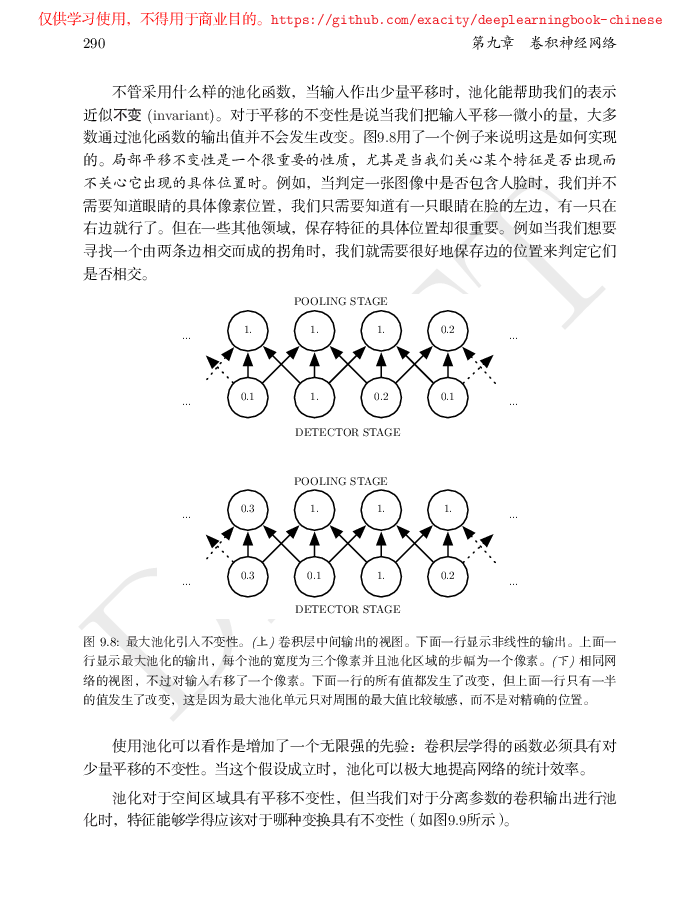 仅供学习使用，不得用于商业目的。https://github.com/exacity/deeplearningbook-chinese
290 第九章 卷积神经网络
不管采用什么样的池化函数，当输入作出少量平移时，池化能帮助我们的表示
近似不变 (invariant)。对于平移的不变性是说当我们把输入平移一微小的量，大多
数通过池化函数的输出值并不会发生改变。图9.8用了一个例子来说明这是如何实现
的。局部平移不变性是一个很重要的性质，尤其是当我们关心某个特征是否出现而
不关心它出现的具体位置时。例如，当判定一张图像中是否包含人脸时，我们并不
需要知道眼睛的具体像素位置，我们只需要知道有一只眼睛在脸的左边，有一只在
右边就行了。但在一些其他领域，保存特征的具体位置却很重要。例如当我们想要
寻找一个由两条边相交而成的拐角时，我们就需要很好地保存边的位置来判定它们
是否相交。
POOLING STAGE
... 1. 1. 1. 0.2 ...
... 0.1 1. 0.2 0.1 ...
DETECTOR STAGE
POOLING STAGE
... 0.3 1. 1. 1. ...
... 0.3 0.1 1. 0.2 ...
DETECTOR STAGE
图 9.8: 最大池化引入不变性。(上) 卷积层中间输出的视图。下面一行显示非线性的输出。上面一
行显示最大池化的输出，每个池的宽度为三个像素并且池化区域的步幅为一个像素。(下) 相同网
络的视图，不过对输入右移了一个像素。下面一行的所有值都发生了改变，但上面一行只有一半
的值发生了改变，这是因为最大池化单元只对周围的最大值比较敏感，而不是对精确的位置。
使用池化可以看作是增加了一个无限强的先验：卷积层学得的函数必须具有对
少量平移的不变性。当这个假设成立时，池化可以极大地提高网络的统计效率。
池化对于空间区域具有平移不变性，但当我们对于分离参数的卷积输出进行池
化时，特征能够学得应该对于哪种变换具有不变性（如图9.9所示）。
DRAFT